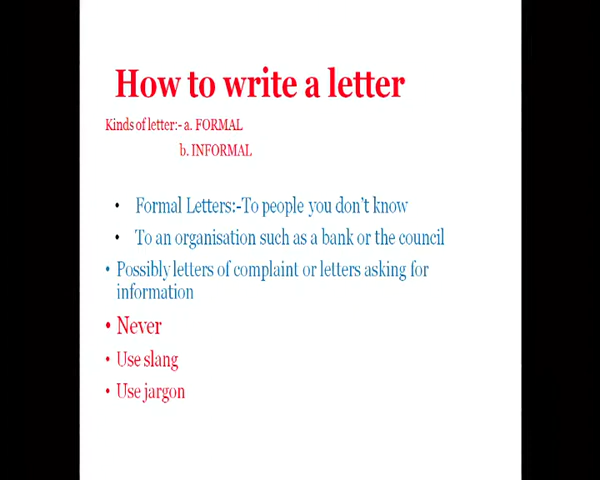 How to write a letter
Kinds of letter:- a. FORMAL
b. INFORMAL
• Formal Letters:-To people you don't know
• To an organisation such as a bank or the council
• Possibly letters of complaint or letters asking for
information
• Never
• Use slang
• Use jargon